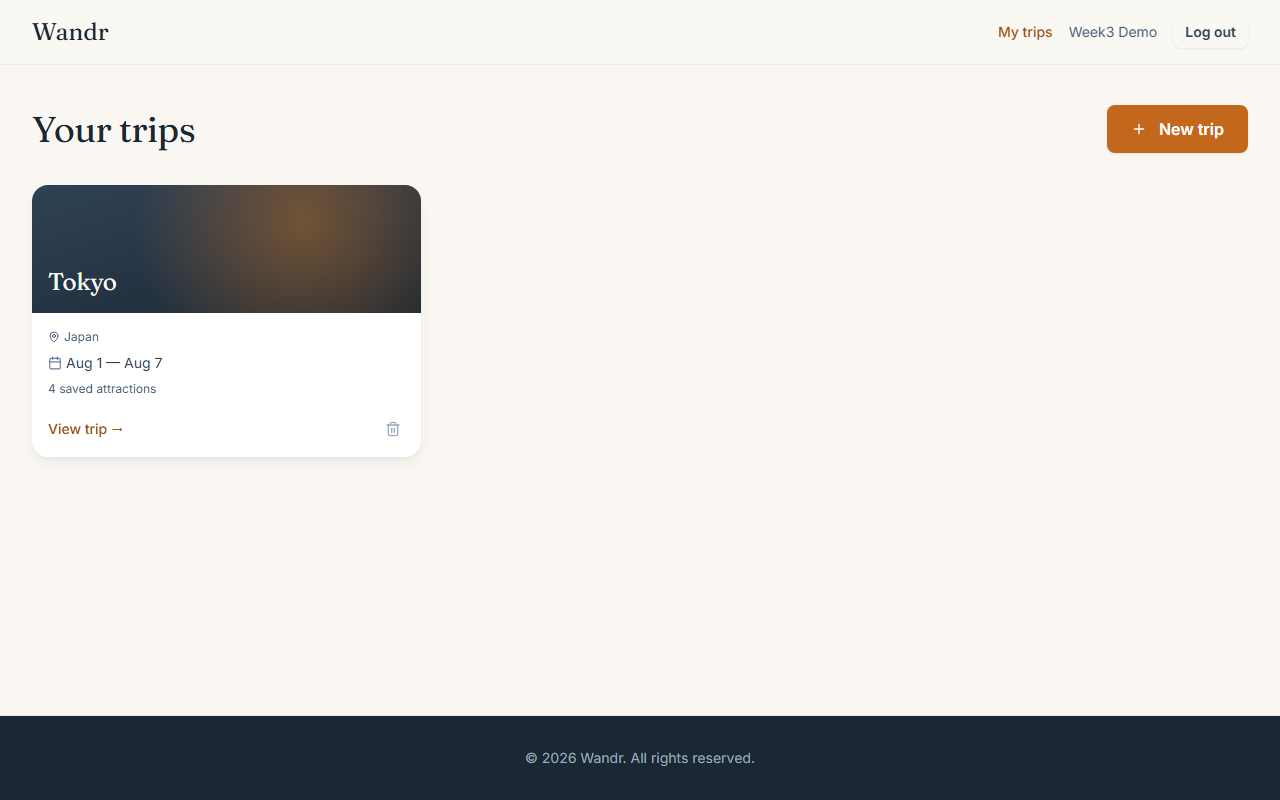 Wandr
My trips
Week3 Demo
Log out
Your trips
+ New trip
Tokyo
Japan
Aug 1 — Aug 7
4 saved attractions
View trip →
© 2026 Wandr. All rights reserved.